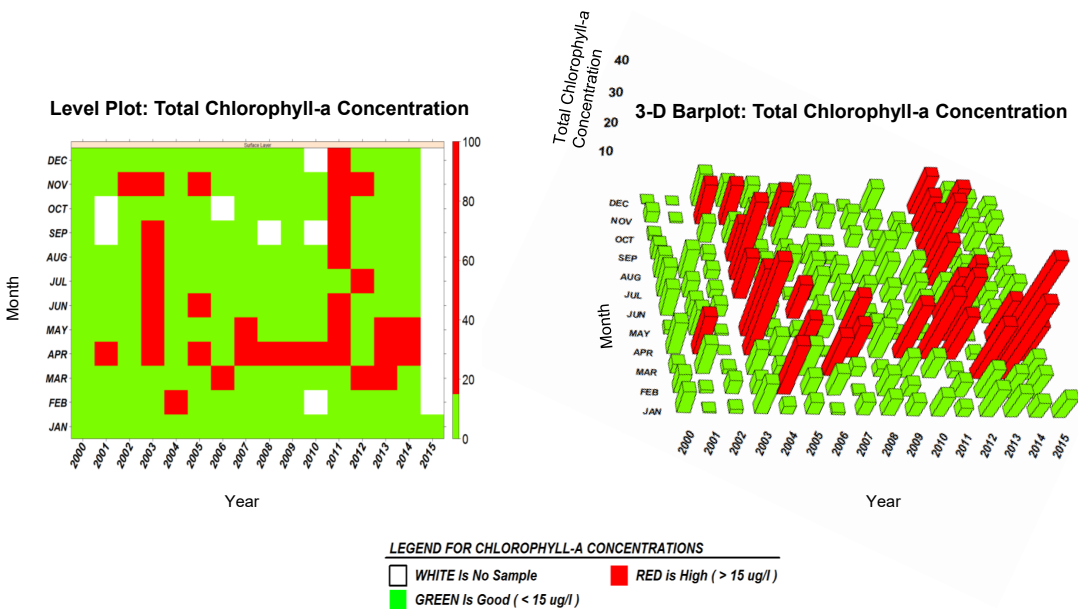 Level Plot: Total Chlorophyll-a Concentration
Surface Layer
Month
DEC
NOV
OCT
SEP
AUG
JUL
JUN
MAY
APR
MAR
FEB
JAN
2000 2001 2002 2003 2004 2005 2006 2007 2008 2009 2010 2011 2012 2013 2014 2015
Year
100
80
60
40
20
0
3-D Barplot: Total Chlorophyll-a Concentration
Total Chlorophyll-a
Concentration
40
30
20
10
Month
DEC
NOV
OCT
SEP
AUG
JUL
JUN
MAY
APR
MAR
FEB
JAN
2000 2001 2002 2003 2004 2005 2006 2007 2008 2009 2010 2011 2012 2013 2014 2015
Year
LEGEND FOR CHLOROPHYLL-A CONCENTRATIONS
WHITE Is No Sample
RED is High ( > 15 ug/l )
GREEN Is Good ( < 15 ug/l )